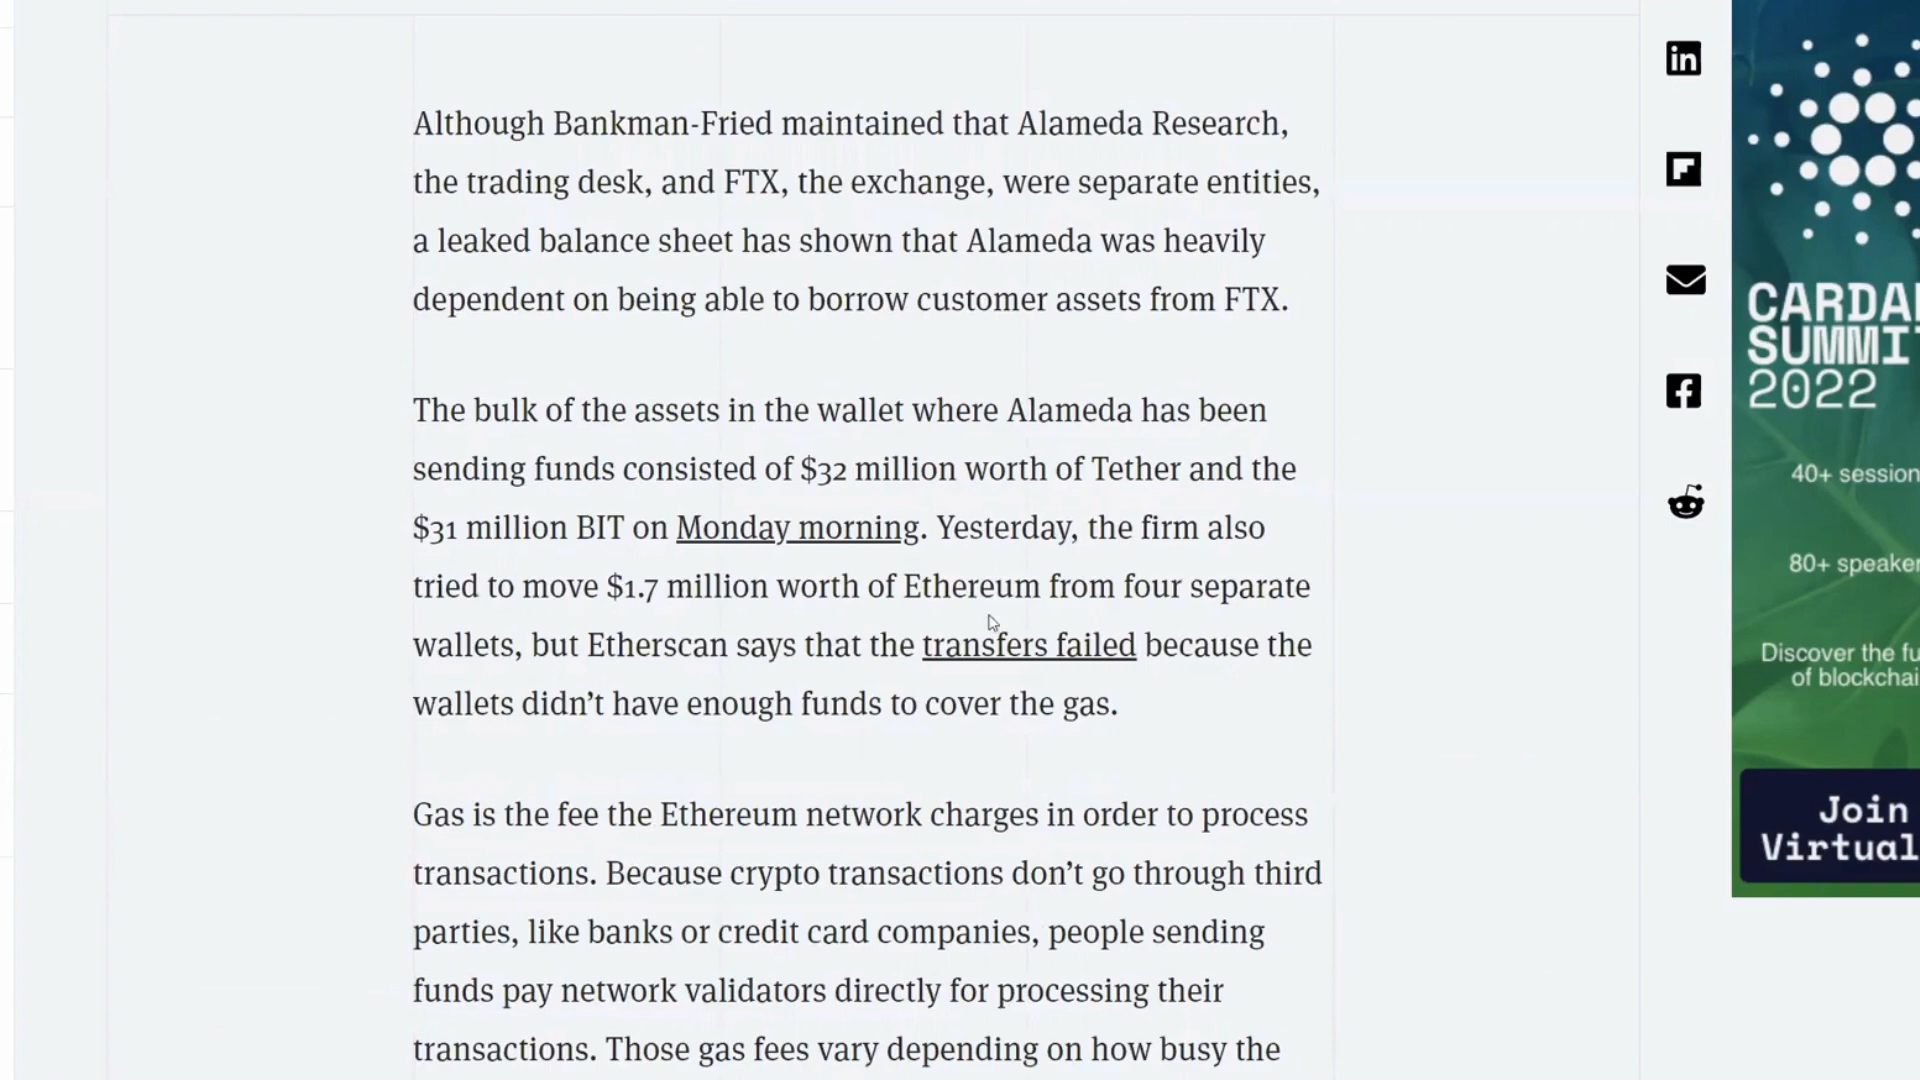 Although Bankman-Fried maintained that Alameda Research,
the trading desk, and FTX, the exchange, were separate entities,
a leaked balance sheet has shown that Alameda was heavily
dependent on being able to borrow customer assets from FTX.
The bulk of the assets in the wallet where Alameda has been
sending funds consisted of $32 million worth of Tether and the
$31 million BIT on Monday morning. Yesterday, the firm also
tried to move $1.7 million worth of Ethereum from four separate
wallets, but Etherscan says that the transfers failed because the
wallets didn’t have enough funds to cover the gas.
Gas is the fee the Ethereum network charges in order to process
transactions. Because crypto transactions don’t go through third
parties, like banks or credit card companies, people sending
funds pay network validators directly for processing their
transactions. Those gas fees vary depending on how busy the
in
CARDA
SUMMI
2022
40+ session
80+ speaker
Discover the fu
of blockchai
Join
Virtual